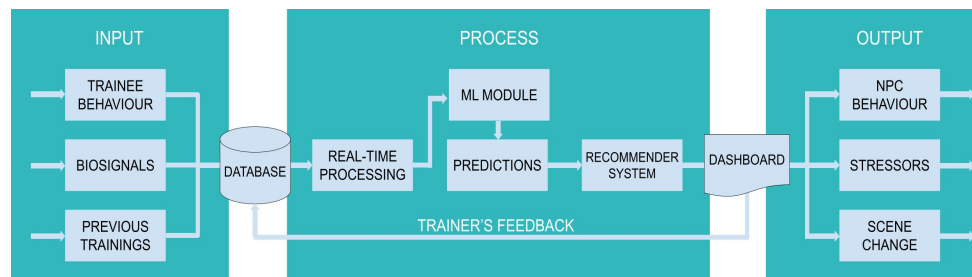 INPUT
TRAINEE
BEHAVIOUR
BIOSIGNALS
PREVIOUS
TRAININGS
DATABASE
PROCESS
REAL-TIME
PROCESSING
ML MODULE
PREDICTIONS
RECOMMENDER
SYSTEM
TRAINER'S FEEDBACK
DASHBOARD
OUTPUT
NPC
BEHAVIOUR
STRESSORS
SCENE
CHANGE